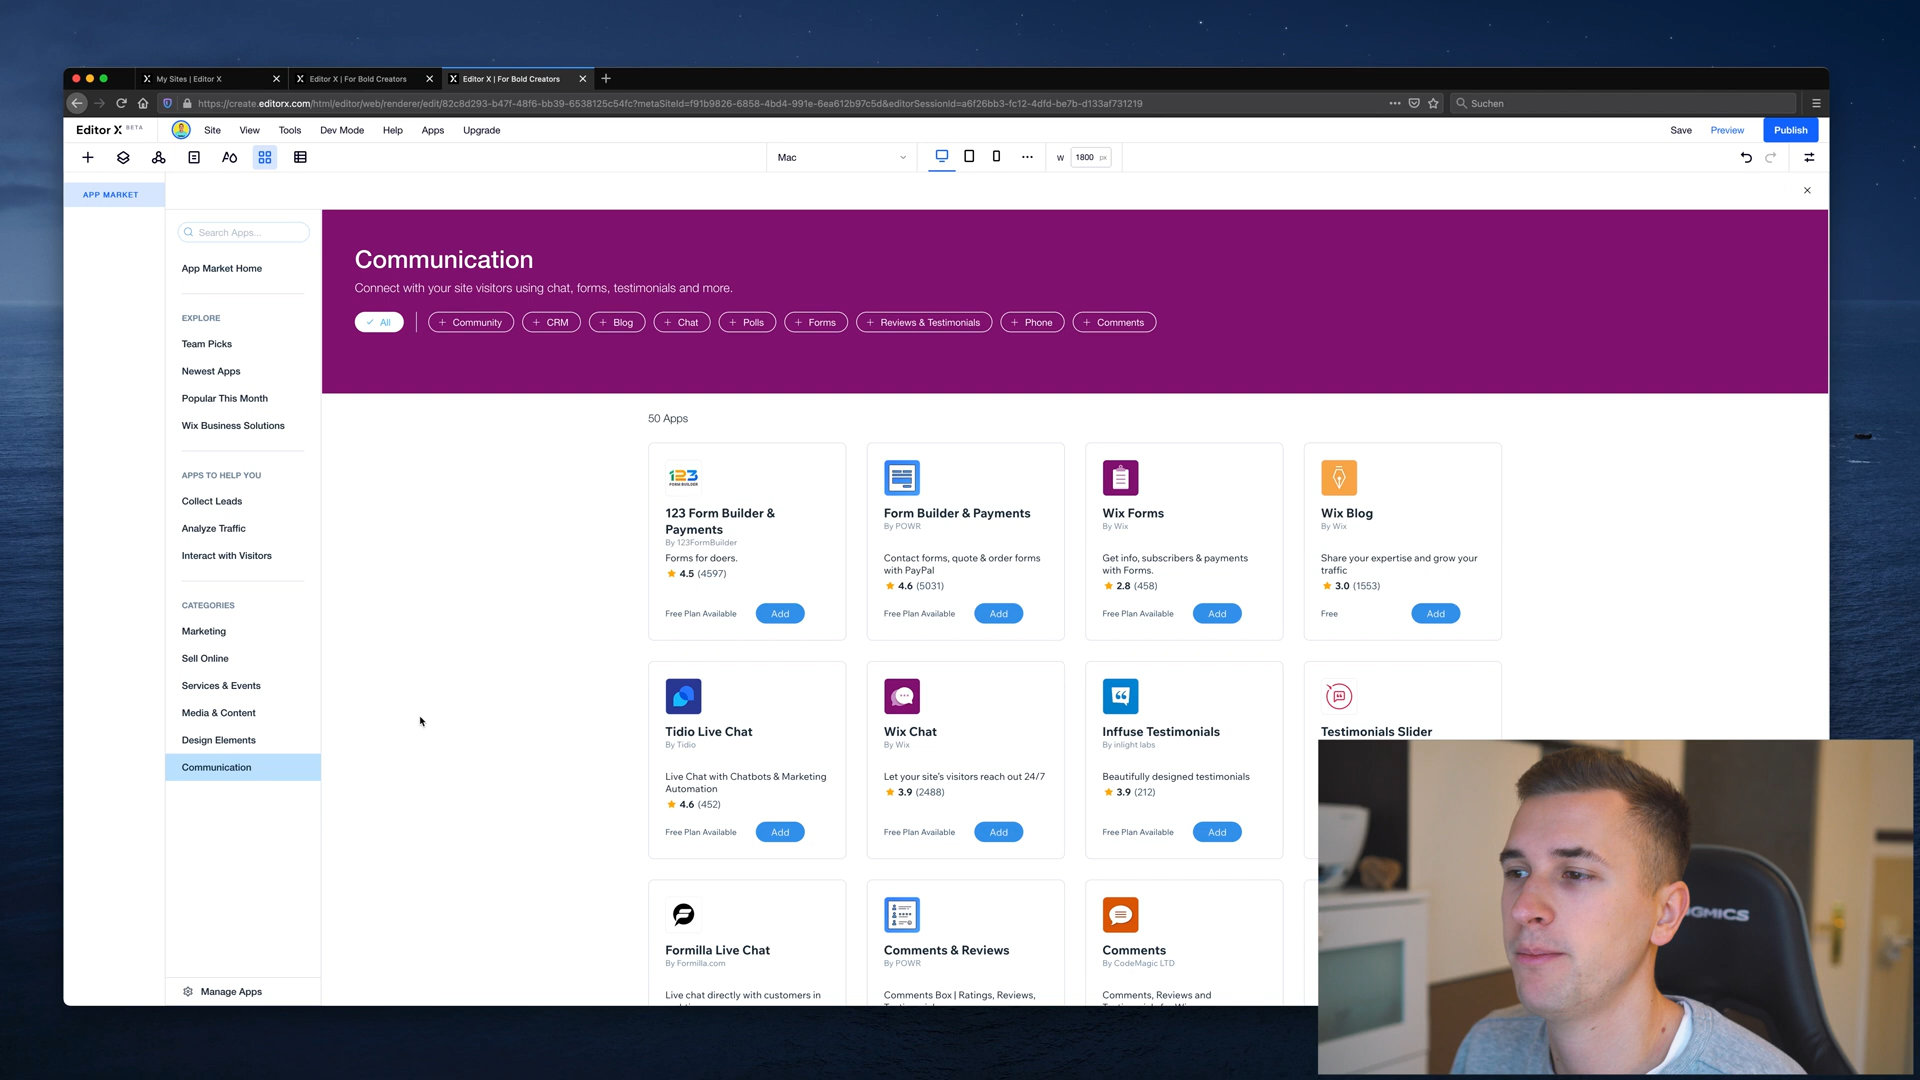 My Sites | Editor X
Editor X | For Bold Creators
Editor X | For Bold Creators
https://create.editorx.com/html/editor/web/renderer/edit/82c8d293-b47f-48f6-bb39-6538125c54fc?metaSiteId=f91b9826-6858-4bd4-991e-6ea612b97c5d&editorSessionId=a6f26bb3-fc12-4dfd-be7b-d133af731219
Suchen
Editor X BETA
Site
View
Tools
Dev Mode
Help
Apps
Upgrade
Save
Preview
Publish
Mac
W 1800 px
APP MARKET
Search Apps...
App Market Home
EXPLORE
Team Picks
Newest Apps
Popular This Month
Wix Business Solutions
APPS TO HELP YOU
Collect Leads
Analyze Traffic
Interact with Visitors
CATEGORIES
Marketing
Sell Online
Services & Events
Media & Content
Design Elements
Communication
Manage Apps
Communication
Connect with your site visitors using chat, forms, testimonials and more.
All
Community
CRM
Blog
Chat
Polls
Forms
Reviews & Testimonials
Phone
Comments
50 Apps
123
FORM BUILDER
123 Form Builder &
Payments
By 123FormBuilder
Forms for doers.
4.5 (4597)
Free Plan Available
Add
Form Builder & Payments
By POWR
Contact forms, quote & order forms
with PayPal
4.6 (5031)
Free Plan Available
Add
Wix Forms
By Wix
Get info, subscribers & payments
with Forms.
2.8 (458)
Free Plan Available
Add
Wix Blog
By Wix
Share your expertise and grow your
traffic
3.0 (1553)
Free
Add
Tidio Live Chat
By Tidio
Live Chat with Chatbots & Marketing
Automation
4.6 (452)
Free Plan Available
Add
Wix Chat
By Wix
Let your site's visitors reach out 24/7
3.9 (2488)
Free Plan Available
Add
Inffuse Testimonials
By inlight labs
Beautifully designed testimonials
3.9 (212)
Free Plan Available
Add
Testimonials Slider
Formilla Live Chat
By Formilla.com
Live chat directly with customers in
Comments & Reviews
By POWR
Comments Box | Ratings, Reviews,
Comments
By CodeMagic LTD
Comments, Reviews and